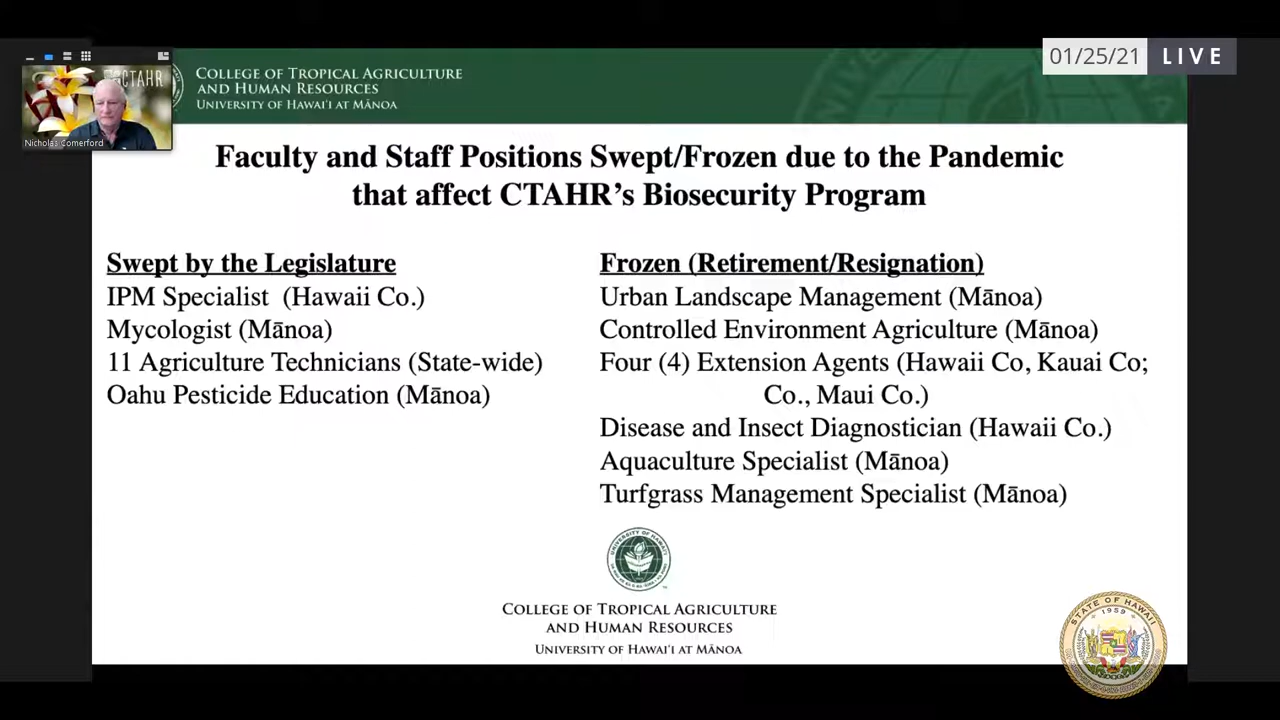 01/25/21 LIVE
CTAHR
Nicholas Comerford
COLLEGE OF TROPICAL AGRICULTURE
AND HUMAN RESOURCES
UNIVERSITY OF HAWAI'I AT MĀNOA
Faculty and Staff Positions Swept/Frozen due to the Pandemic
that affect CTAHR's Biosecurity Program
Swept by the Legislature
IPM Specialist (Hawaii Co.)
Mycologist (Mānoa)
11 Agriculture Technicians (State-wide)
Oahu Pesticide Education (Mānoa)
Frozen (Retirement/Resignation)
Urban Landscape Management (Mānoa)
Controlled Environment Agriculture (Mānoa)
Four (4) Extension Agents (Hawaii Co, Kauai Co;
Co., Maui Co.)
Disease and Insect Diagnostician (Hawaii Co.)
Aquaculture Specialist (Mānoa)
Turfgrass Management Specialist (Mānoa)
UNIVERSITY OF HAWAI'I
COLLEGE OF TROPICAL AGRICULTURE
AND HUMAN RESOURCES
UNIVERSITY OF HAWAI'I AT MĀNOA
STATE OF HAWAII
1959